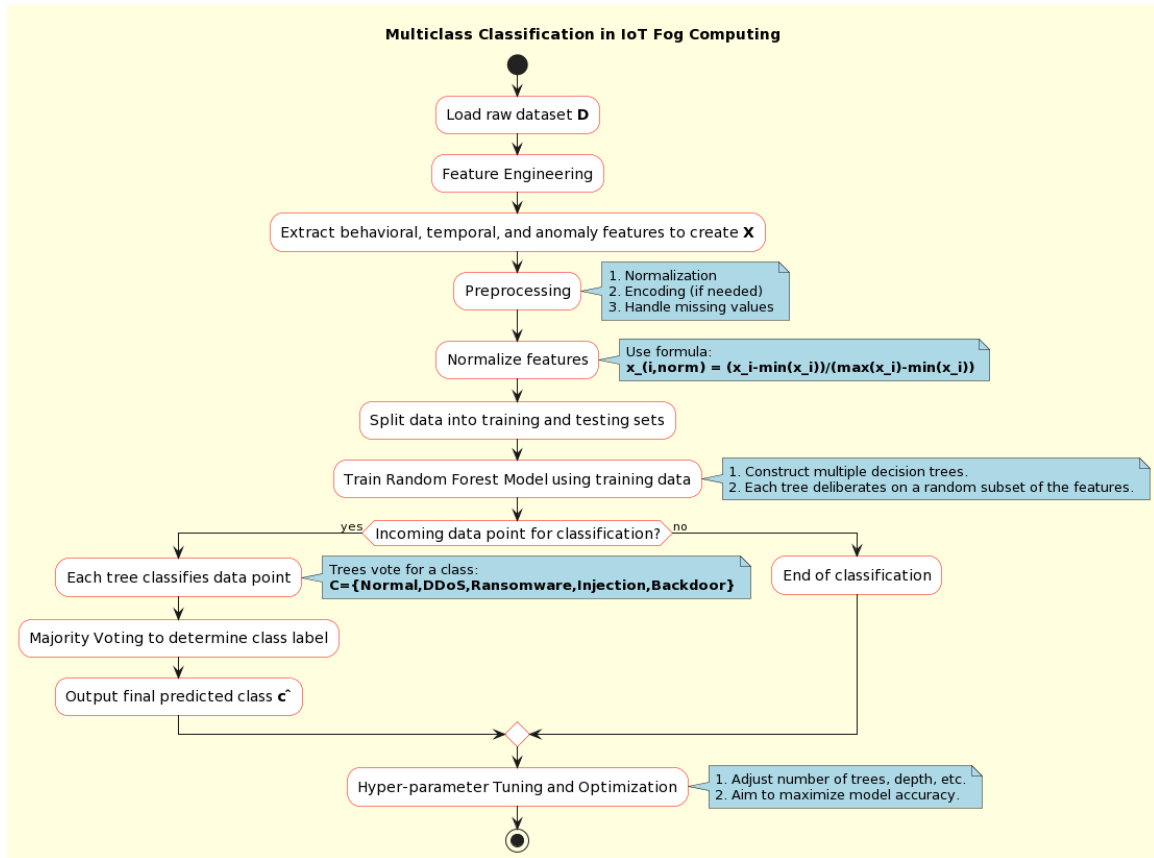 Multiclass Classification in IoT Fog Computing
Load raw dataset D
Feature Engineering
Extract behavioral, temporal, and anomaly features to create X
Preprocessing
1. Normalization
2. Encoding (if needed)
3. Handle missing values
Normalize features
Use formula:
x_(i,norm) = (x_i-min(x_i))/(max(x_i)-min(x_i))
Split data into training and testing sets
Train Random Forest Model using training data
1. Construct multiple decision trees.
2. Each tree deliberates on a random subset of the features.
yes
Incoming data point for classification?
no
Each tree classifies data point
Trees vote for a class:
C={Normal,DDoS,Ransomware,Injection,Backdoor}
End of classification
Majority Voting to determine class label
Output final predicted class cˆ
Hyper-parameter Tuning and Optimization
1. Adjust number of trees, depth, etc.
2. Aim to maximize model accuracy.